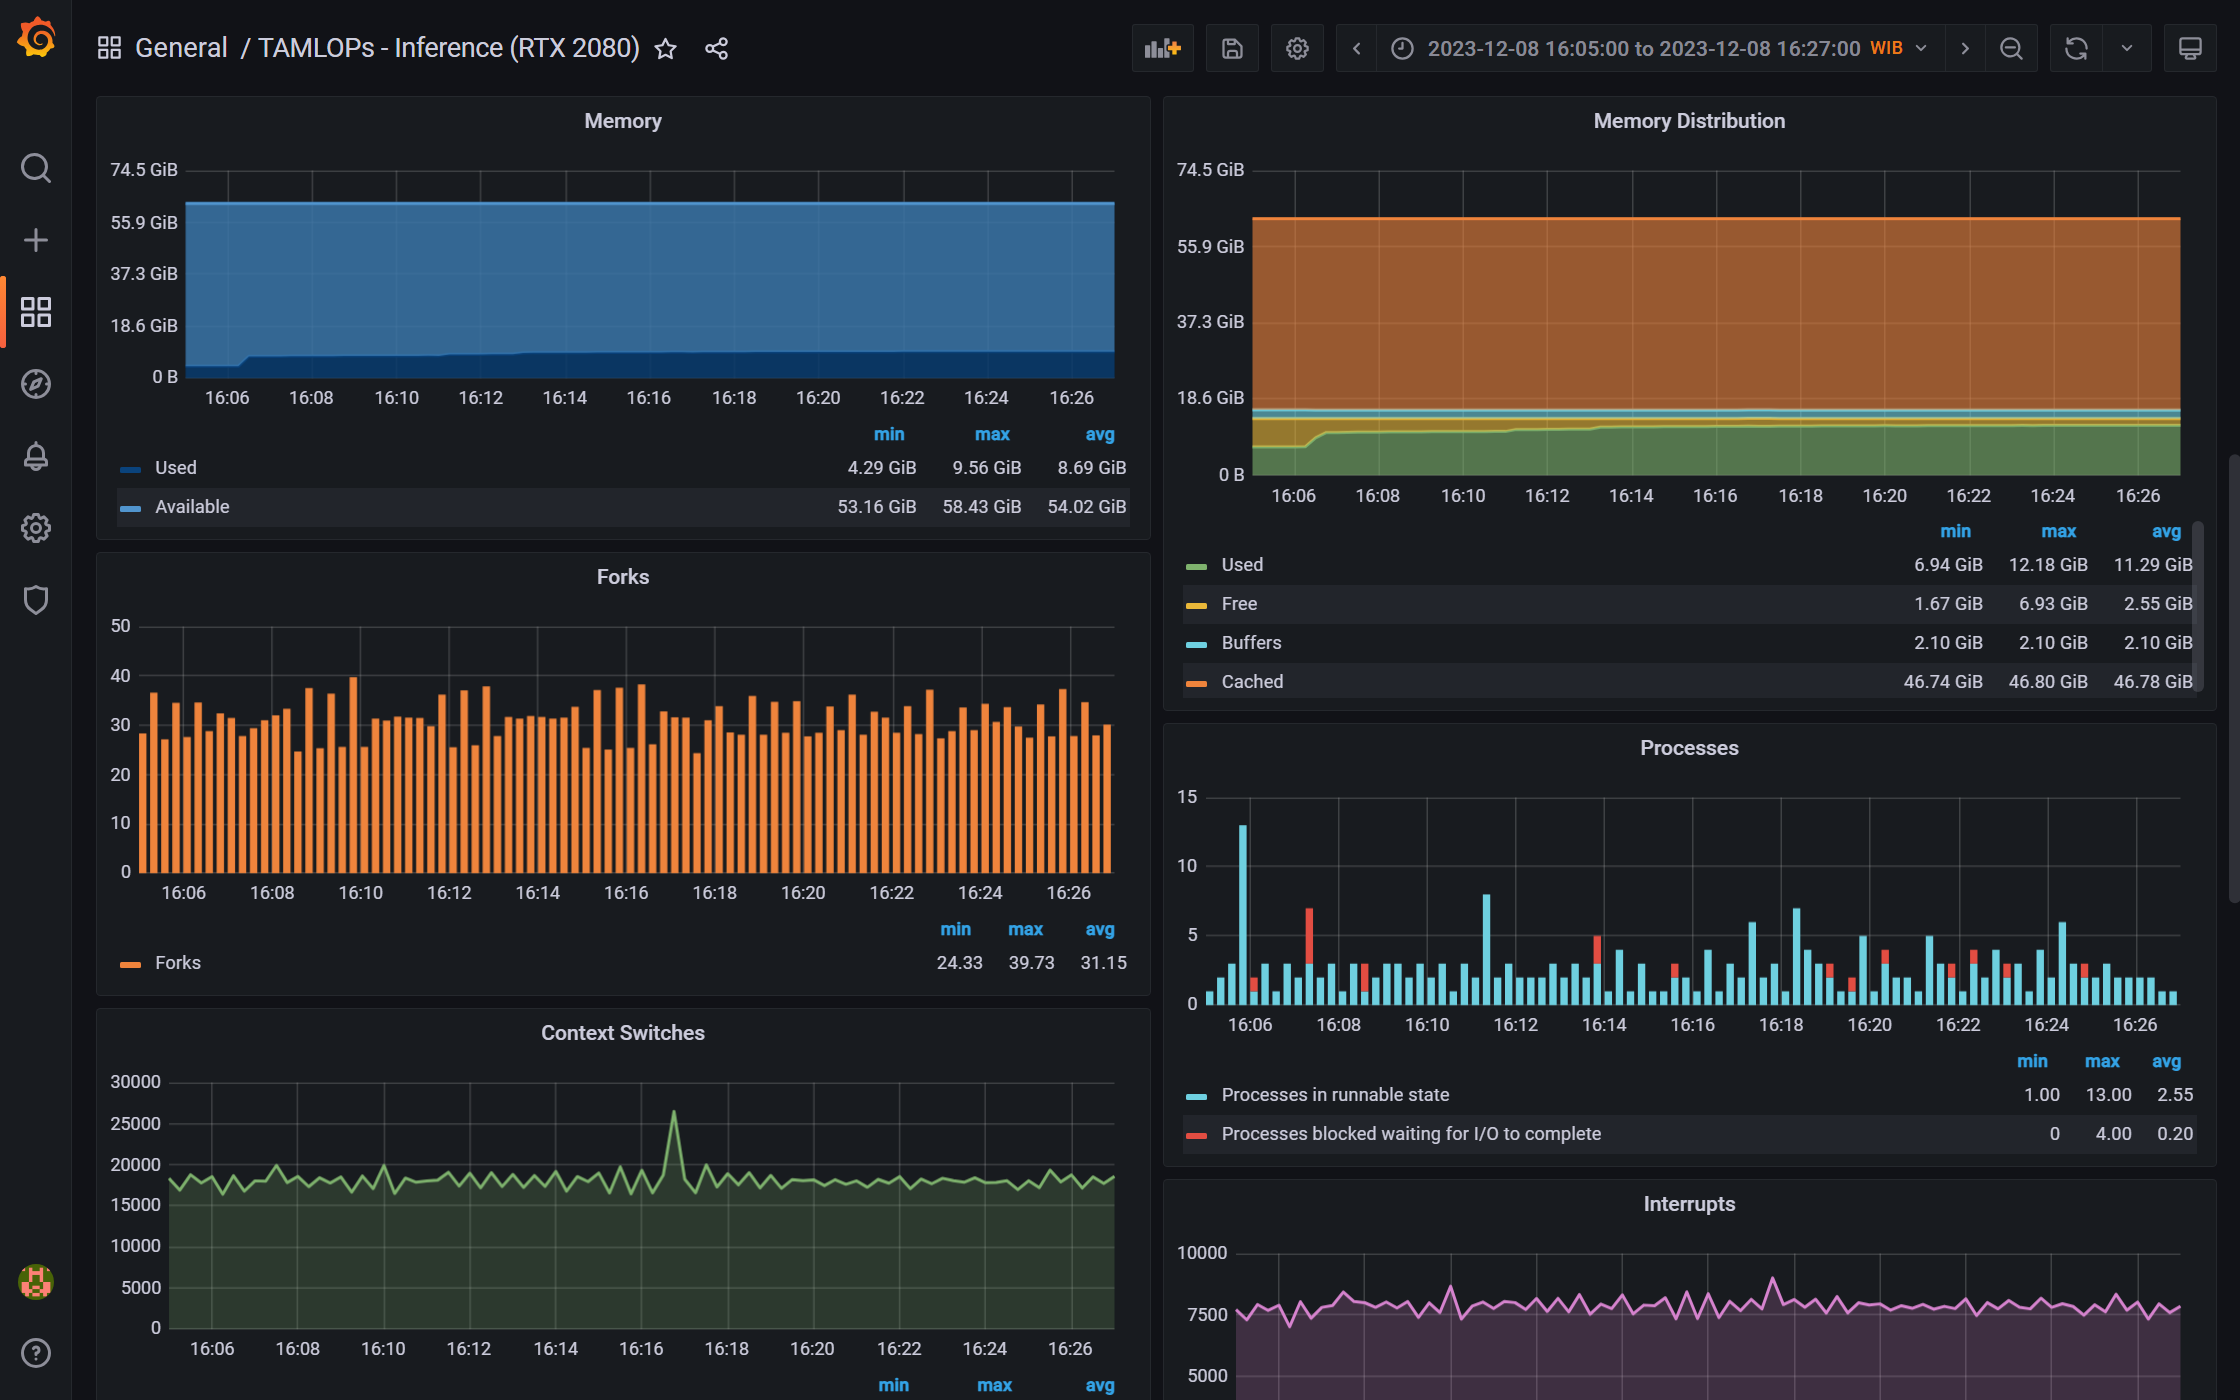 General / TAMLOPs - Inference (RTX 2080)
2023-12-08 16:05:00 to 2023-12-08 16:27:00 WIB
Memory
74.5 GiB
55.9 GiB
37.3 GiB
18.6 GiB
0 B
16:06 16:08 16:10 16:12 16:14 16:16 16:18 16:20 16:22 16:24 16:26
min max avg
Used 4.29 GiB 9.56 GiB 8.69 GiB
Available 53.16 GiB 58.43 GiB 54.02 GiB
Memory Distribution
74.5 GiB
55.9 GiB
37.3 GiB
18.6 GiB
0 B
16:06 16:08 16:10 16:12 16:14 16:16 16:18 16:20 16:22 16:24 16:26
min max avg
Used 6.94 GiB 12.18 GiB 11.29 GiB
Free 1.67 GiB 6.93 GiB 2.55 GiB
Buffers 2.10 GiB 2.10 GiB 2.10 GiB
Cached 46.74 GiB 46.80 GiB 46.78 GiB
Forks
50
40
30
20
10
0
16:06 16:08 16:10 16:12 16:14 16:16 16:18 16:20 16:22 16:24 16:26
min max avg
Forks 24.33 39.73 31.15
Processes
15
10
5
0
16:06 16:08 16:10 16:12 16:14 16:16 16:18 16:20 16:22 16:24 16:26
min max avg
Processes in runnable state 1.00 13.00 2.55
Processes blocked waiting for I/O to complete 0 4.00 0.20
Context Switches
30000
25000
20000
15000
10000
5000
0
16:06 16:08 16:10 16:12 16:14 16:16 16:18 16:20 16:22 16:24 16:26
min max avg
Interrupts
10000
7500
5000